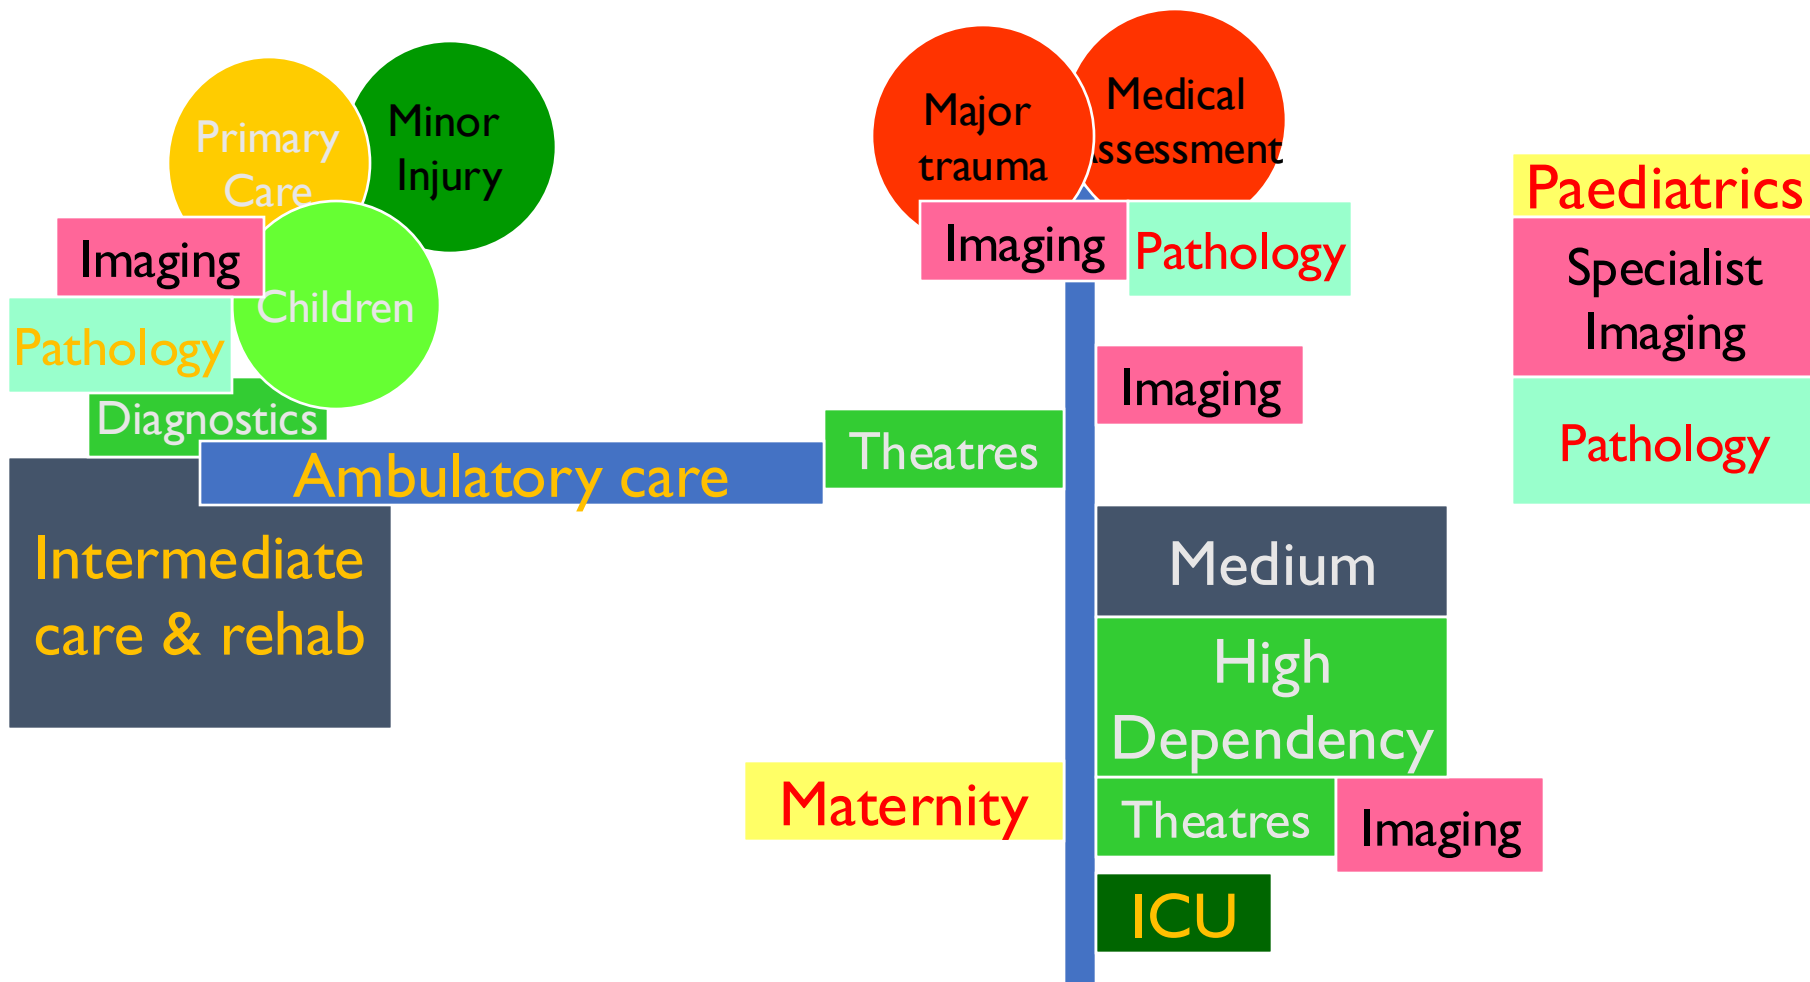 Primary
Care
Minor
Injury
Imaging
Children
Pathology
Diagnostics
Ambulatory care
Intermediate
care & rehab
Major
trauma
Medical
ssessment
Imaging
Pathology
Imaging
Theatres
Medium
High
Dependency
Maternity
Theatres
Imaging
ICU
Paediatrics
Specialist
Imaging
Pathology